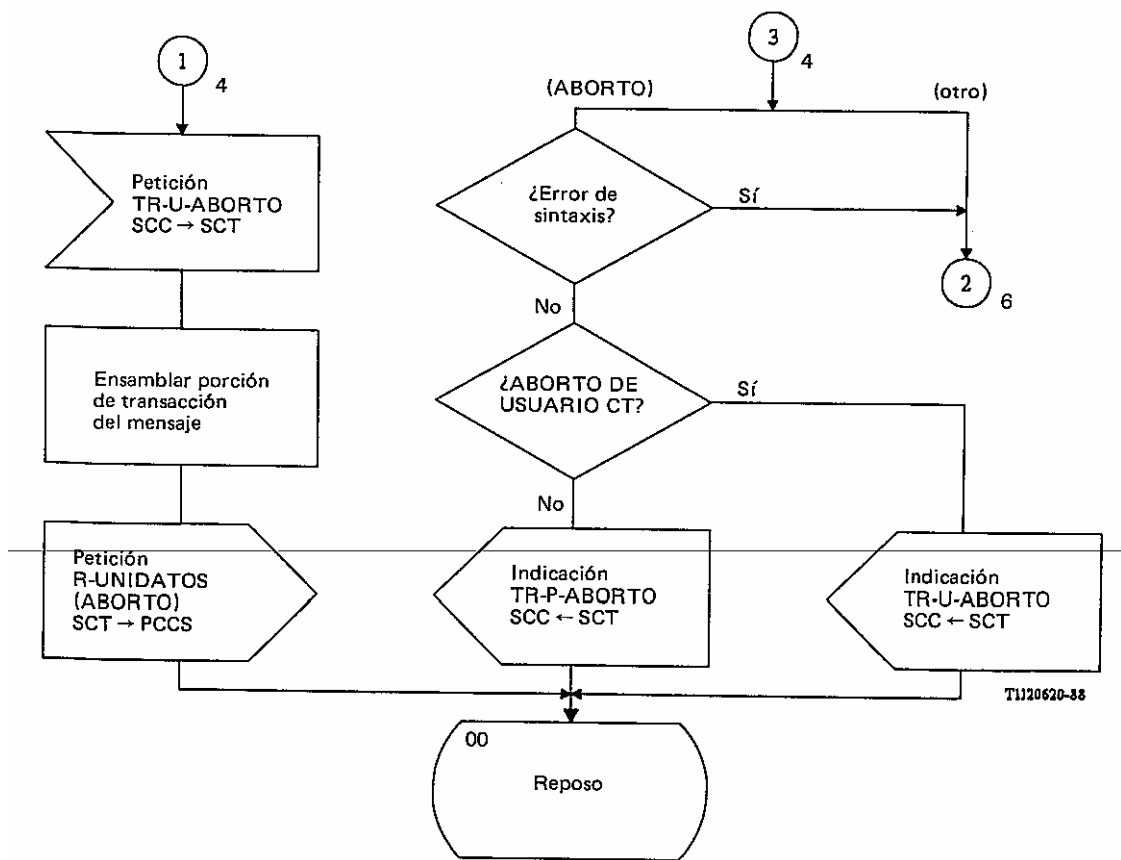 1
4
Petición
TR-U-ABORTO
SCC → SCT
Ensamblar porción
de transacción
del mensaje
Petición
R-UNIDATOS
(ABORTO)
SCT → PCCS
3
4
(ABORTO)
(otro)
¿Error de
sintaxis?
Sí
2
6
No
¿ABORTO DE
USUARIO CT?
Sí
No
Indicación
TR-P-ABORTO
SCC ← SCT
Indicación
TR-U-ABORTO
SCC ← SCT
T1120620-88
00
Reposo